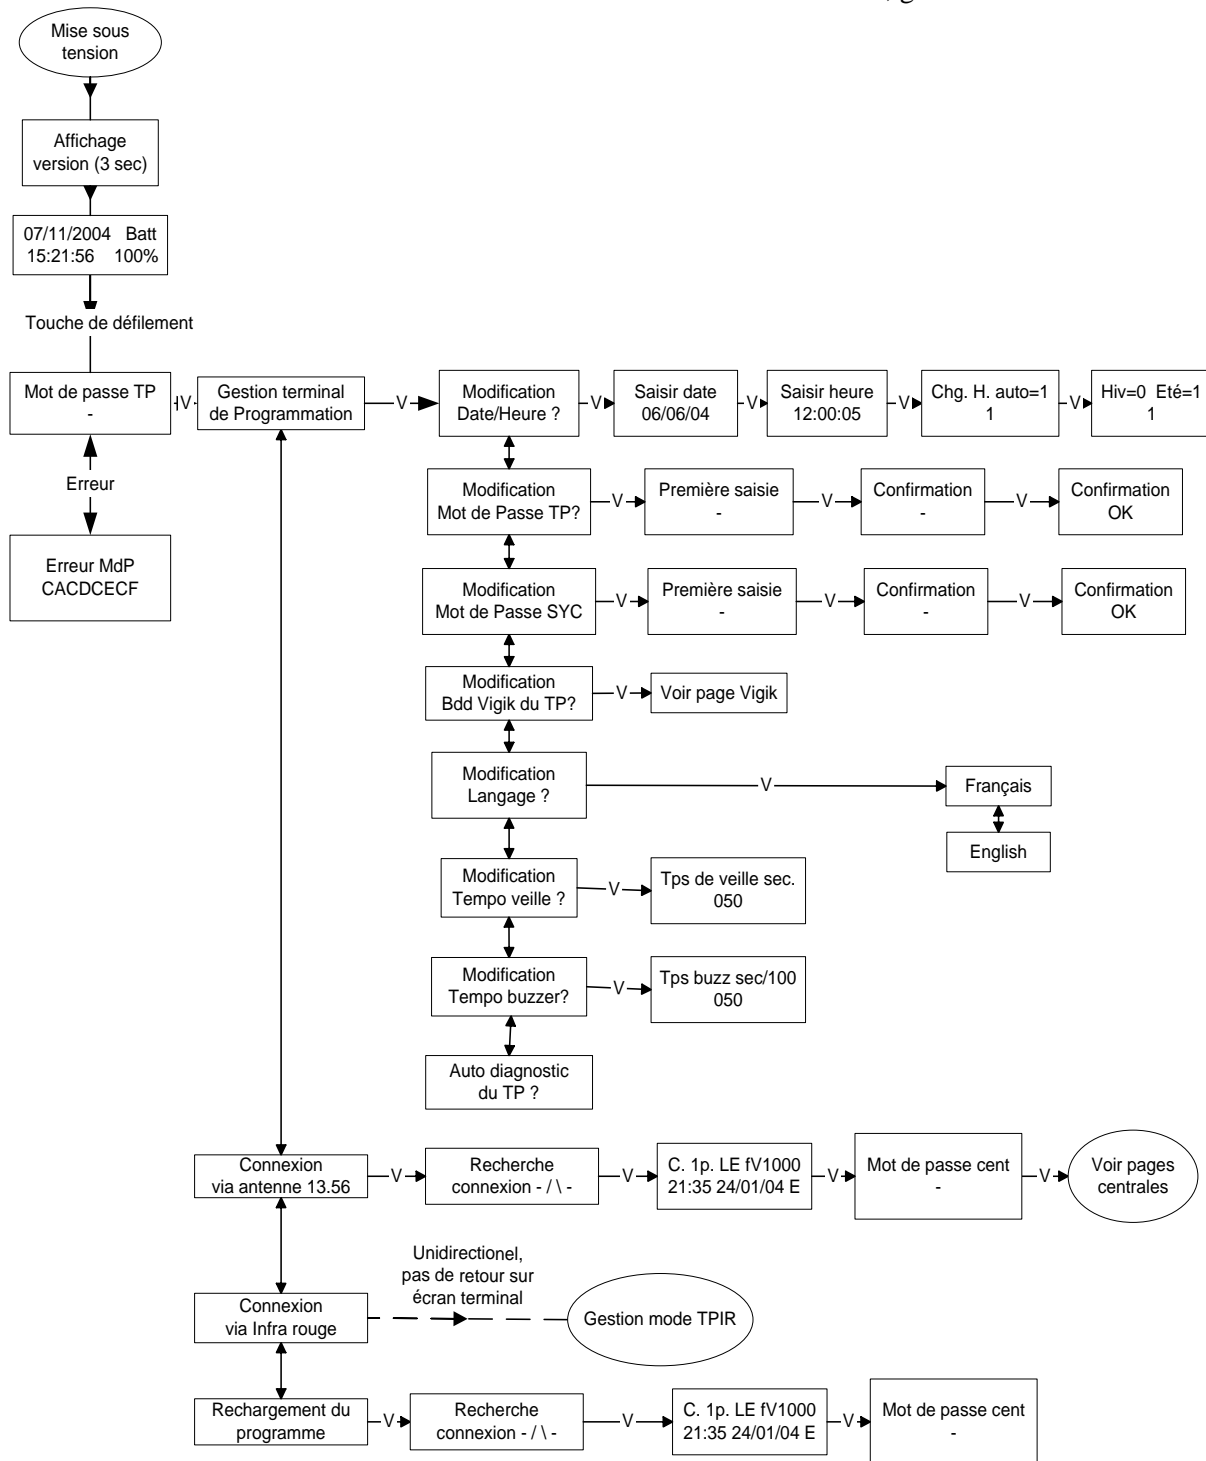 Mise sous
tension
Affichage
version (3 sec)
07/11/2004 Batt
15:21:56 100%
Touche de défilement
Mot de passe TP
-
V
Gestion terminal
de Programmation
V
Modification
Date/Heure ?
V
Saisir date
06/06/04
V
Saisir heure
12:00:05
V
Chg. H. auto=1
1
V
Hiv=0 Eté=1
1
Erreur
Erreur MdP
CACDCECF
Modification
Mot de Passe TP?
V
Première saisie
-
V
Confirmation
-
V
Confirmation
OK
Modification
Mot de Passe SYC
V
Première saisie
-
V
Confirmation
-
V
Confirmation
OK
Modification
Bdd Vigik du TP?
V
Voir page Vigik
Modification
Langage ?
V
Français
English
Modification
Tempo veille ?
V
Tps de veille sec.
050
Modification
Tempo buzzer?
V
Tps buzz sec/100
050
Auto diagnostic
du TP ?
Connexion
via antenne 13.56
V
Recherche
connexion - / \ -
V
C. 1p. LE fV1000
21:35 24/01/04 E
V
Mot de passe cent
-
V
Voir pages
centrales
Unidirectionel,
pas de retour sur
écran terminal
Connexion
via Infra rouge
Gestion mode TPIR
Rechargement du
programme
V
Recherche
connexion - / \ -
V
C. 1p. LE fV1000
21:35 24/01/04 E
V
Mot de passe cent
-